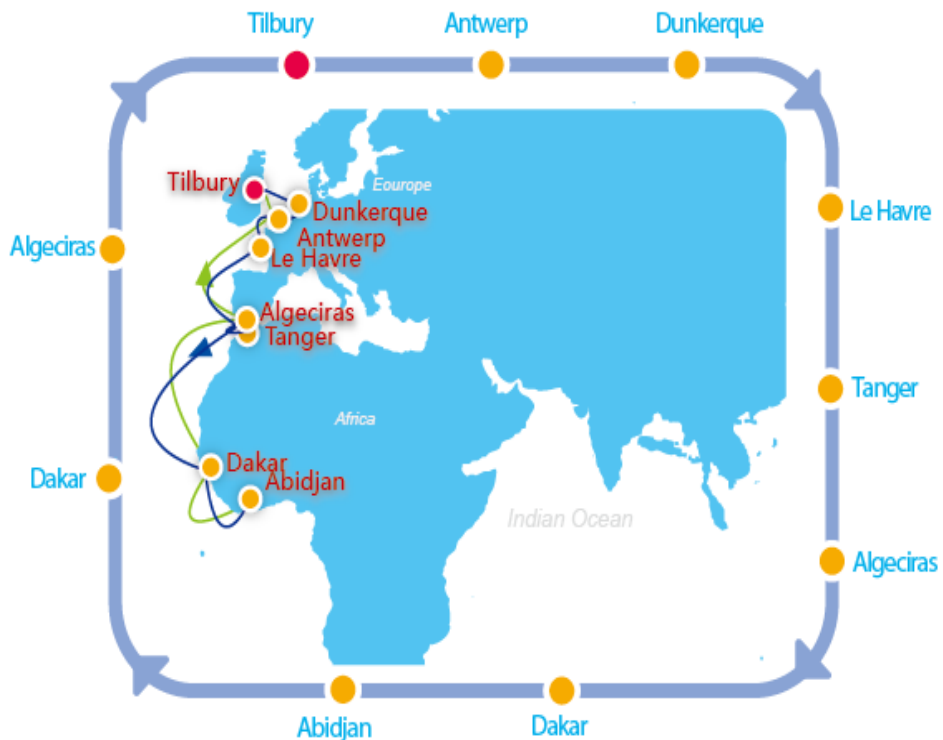 Tilbury
Antwerp
Dunkerque
Eourope
Tilbury
Dunkerque
Le Havre
Antwerp
Algeciras
Le Havre
Algeciras
Tanger
Tanger
Africa
Dakar
Dakar
Abidjan
Indian Ocean
Algeciras
Abidjan
Dakar